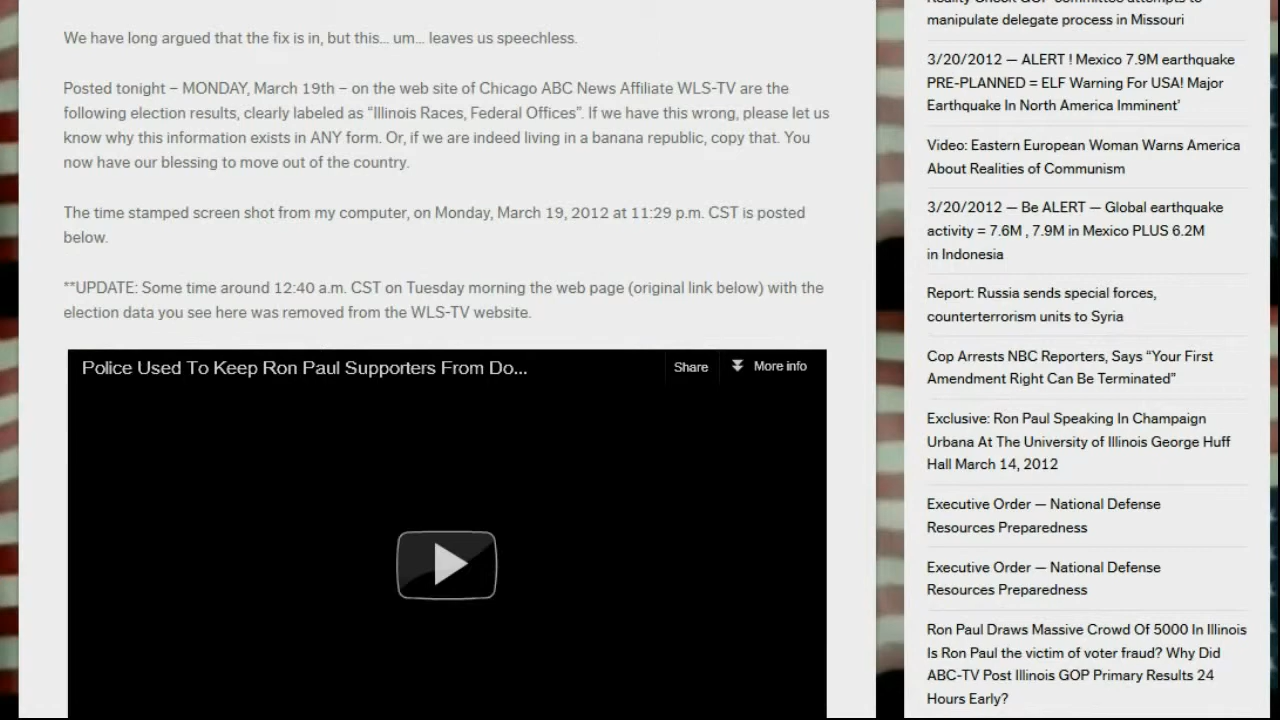 We have long argued that the fix is in, but this... um... leaves us speechless.
Posted tonight – MONDAY, March 19th – on the web site of Chicago ABC News Affiliate WLS-TV are the
following election results, clearly labeled as “Illinois Races, Federal Offices”. If we have this wrong, please let us
know why this information exists in ANY form. Or, if we are indeed living in a banana republic, copy that. You
now have our blessing to move out of the country.
The time stamped screen shot from my computer, on Monday, March 19, 2012 at 11:29 p.m. CST is posted
below.
**UPDATE: Some time around 12:40 a.m. CST on Tuesday morning the web page (original link below) with the
election data you see here was removed from the WLS-TV website.
Police Used To Keep Ron Paul Supporters From Do...
Share
More info
Reality Check GOP committee attempts to
manipulate delegate process in Missouri
3/20/2012 — ALERT ! Mexico 7.9M earthquake
PRE-PLANNED = ELF Warning For USA! Major
Earthquake In North America Imminent’
Video: Eastern European Woman Warns America
About Realities of Communism
3/20/2012 — Be ALERT — Global earthquake
activity = 7.6M , 7.9M in Mexico PLUS 6.2M
in Indonesia
Report: Russia sends special forces,
counterterrorism units to Syria
Cop Arrests NBC Reporters, Says “Your First
Amendment Right Can Be Terminated”
Exclusive: Ron Paul Speaking In Champaign
Urbana At The University of Illinois George Huff
Hall March 14, 2012
Executive Order — National Defense
Resources Preparedness
Executive Order — National Defense
Resources Preparedness
Ron Paul Draws Massive Crowd Of 5000 In Illinois
Is Ron Paul the victim of voter fraud? Why Did
ABC-TV Post Illinois GOP Primary Results 24
Hours Early?